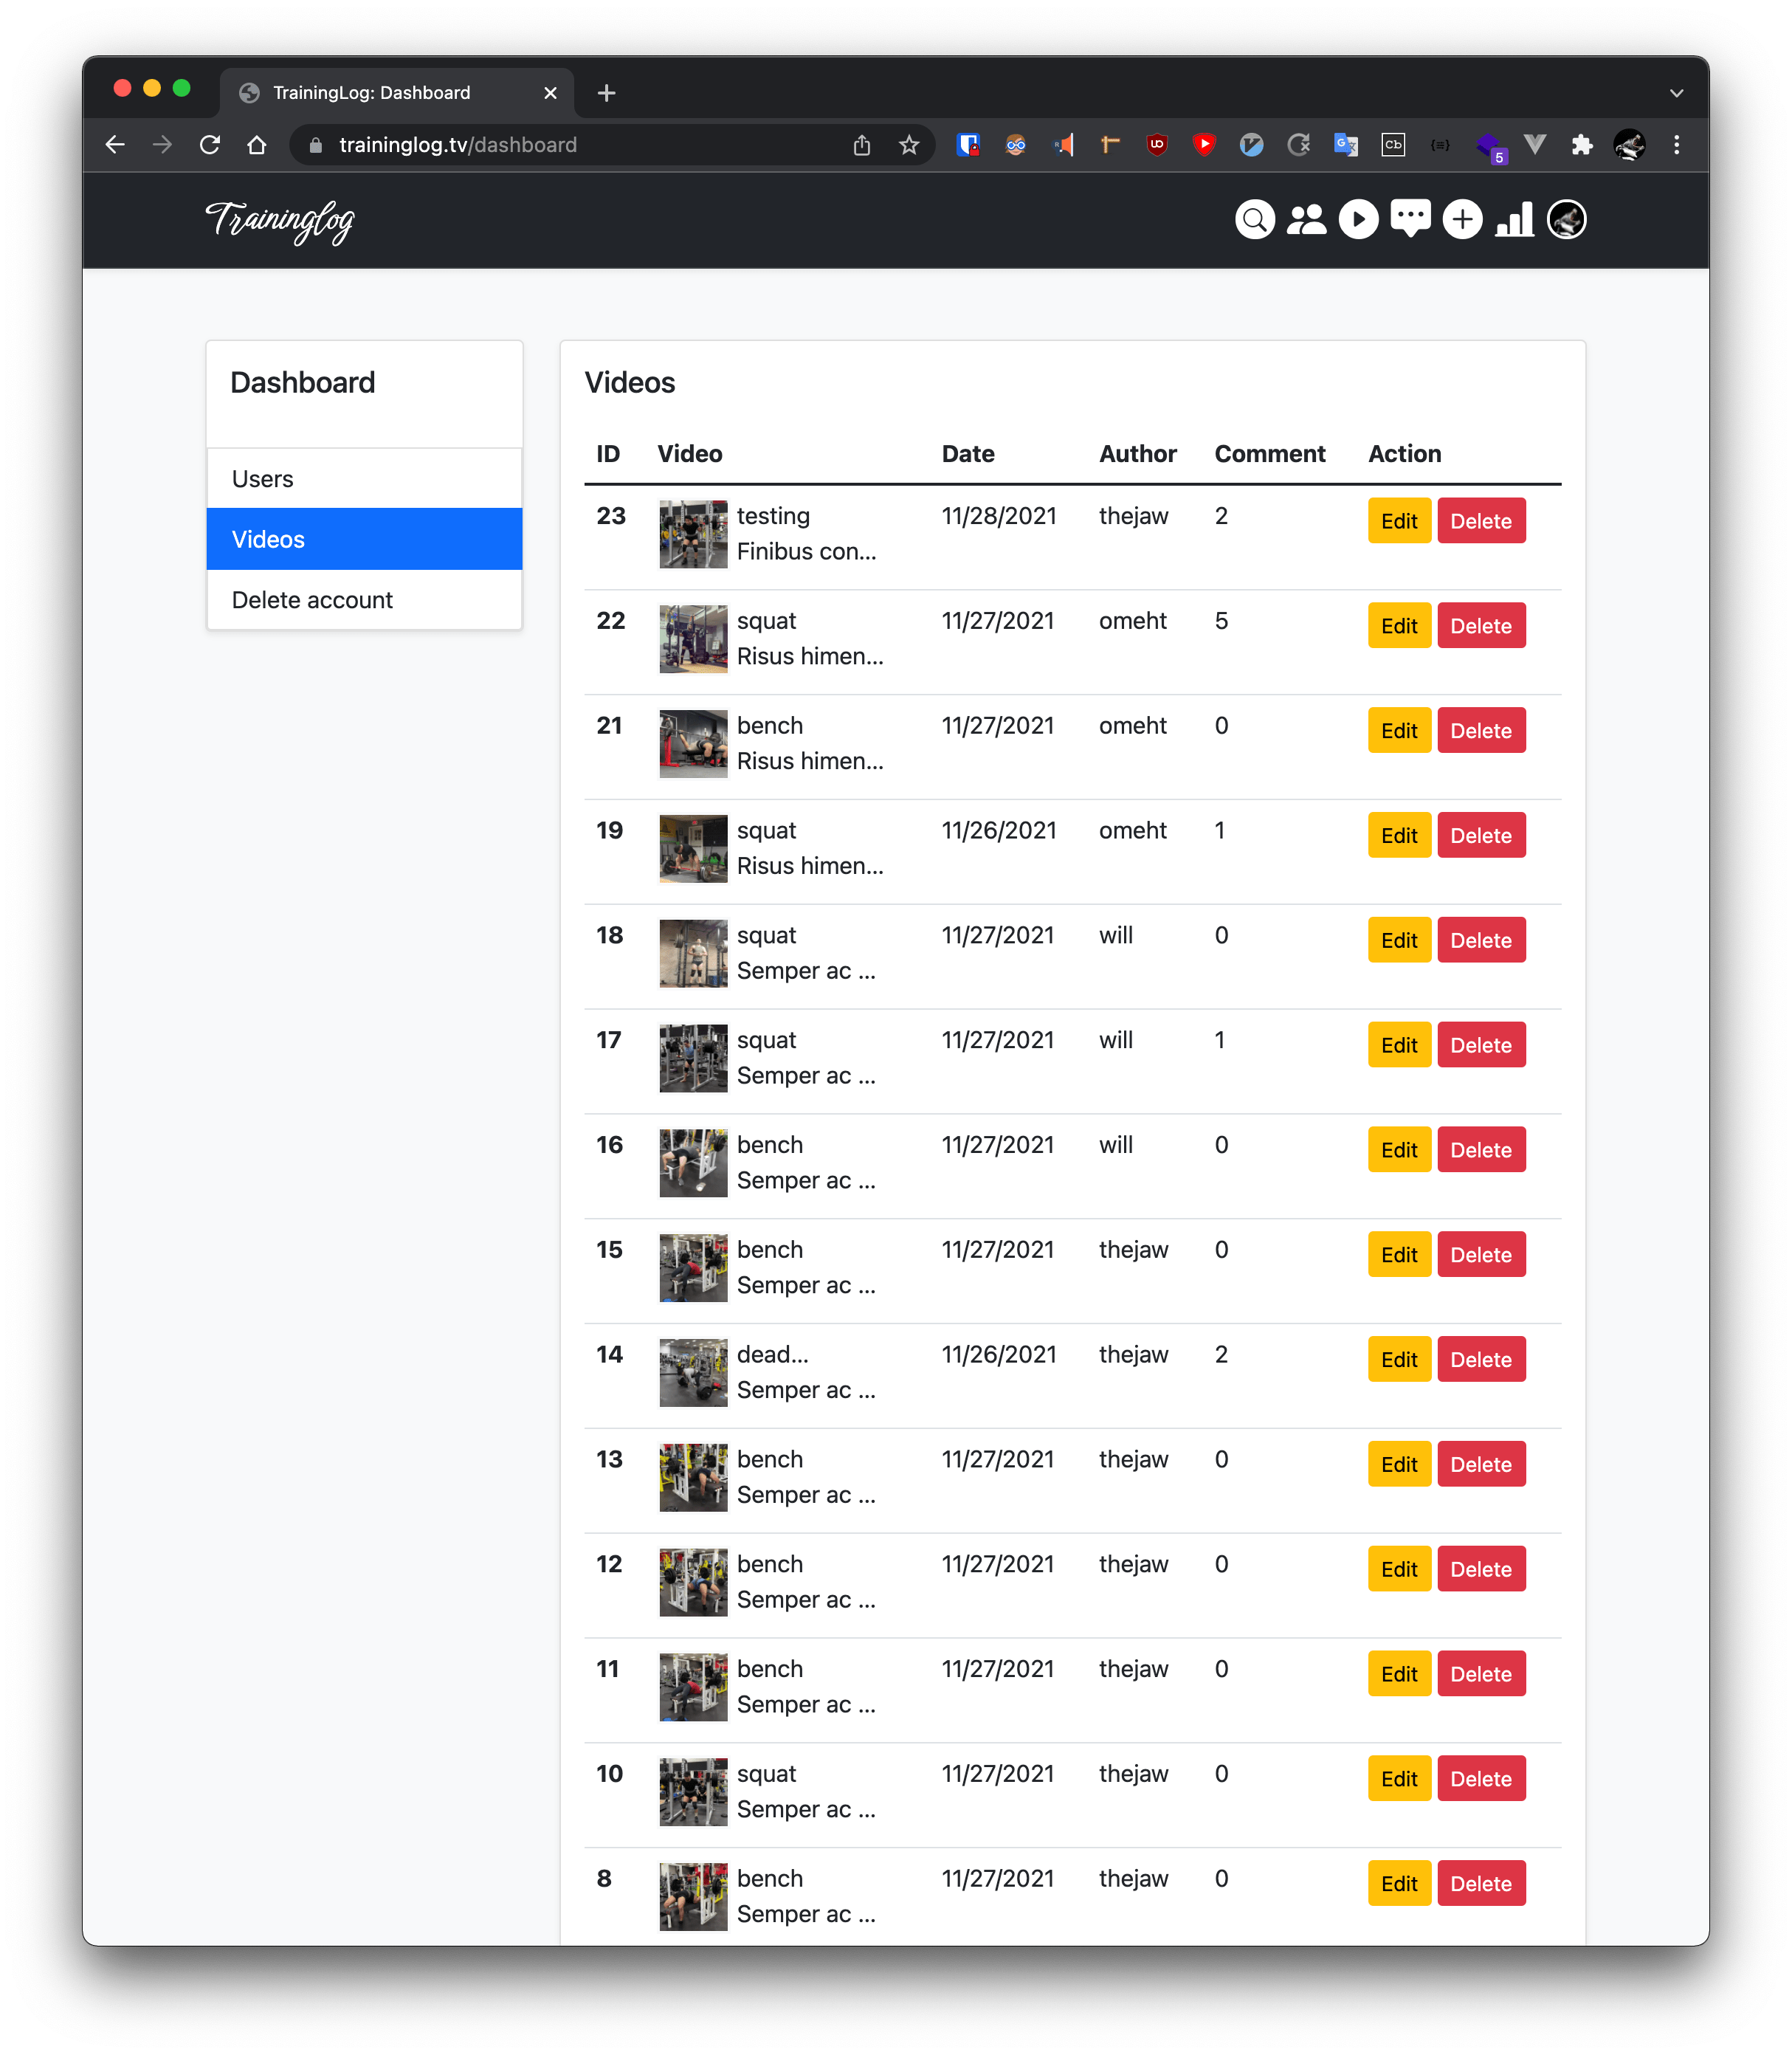 TrainingLog: Dashboard
traininglog.tv/dashboard
Cb
5
Traininglog
Dashboard
Users
Videos
Delete account
Videos
ID Video Date Author Comment Action
23 testing 11/28/2021 thejaw 2 Edit Delete
Finibus con...
22 squat 11/27/2021 omeht 5 Edit Delete
Risus himen...
21 bench 11/27/2021 omeht 0 Edit Delete
Risus himen...
19 squat 11/26/2021 omeht 1 Edit Delete
Risus himen...
18 squat 11/27/2021 will 0 Edit Delete
Semper ac ...
17 squat 11/27/2021 will 1 Edit Delete
Semper ac ...
16 bench 11/27/2021 will 0 Edit Delete
Semper ac ...
15 bench 11/27/2021 thejaw 0 Edit Delete
Semper ac ...
14 dead... 11/26/2021 thejaw 2 Edit Delete
Semper ac ...
13 bench 11/27/2021 thejaw 0 Edit Delete
Semper ac ...
12 bench 11/27/2021 thejaw 0 Edit Delete
Semper ac ...
11 bench 11/27/2021 thejaw 0 Edit Delete
Semper ac ...
10 squat 11/27/2021 thejaw 0 Edit Delete
Semper ac ...
8 bench 11/27/2021 thejaw 0 Edit Delete
Semper ac ...